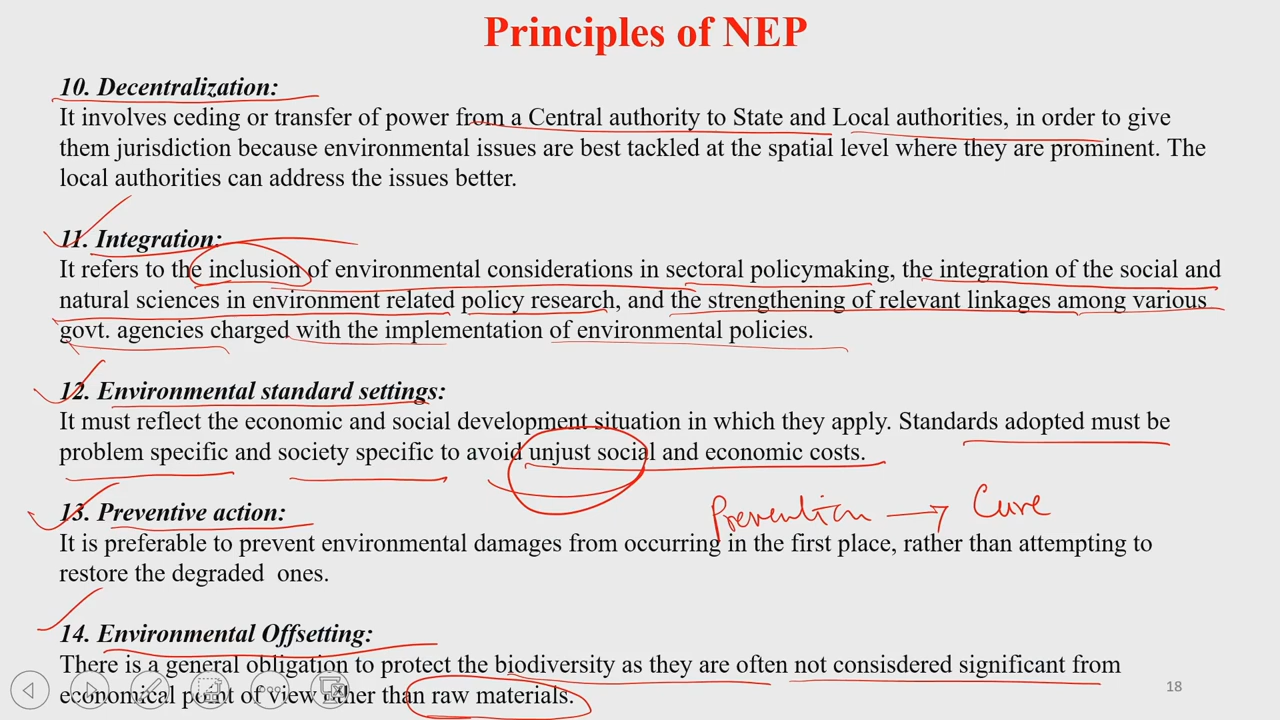 Principles of NEP
10. Decentralization:
It involves ceding or transfer of power from a Central authority to State and Local authorities, in order to give
them jurisdiction because environmental issues are best tackled at the spatial level where they are prominent. The
local authorities can address the issues better.
11. Integration:
It refers to the inclusion of environmental considerations in sectoral policymaking, the integration of the social and
natural sciences in environment related policy research, and the strengthening of relevant linkages among various
govt. agencies charged with the implementation of environmental policies.
12. Environmental standard settings:
It must reflect the economic and social development situation in which they apply. Standards adopted must be
problem specific and society specific to avoid unjust social and economic costs.
Prevention → Cure
13. Preventive action:
It is preferable to prevent environmental damages from occurring in the first place, rather than attempting to
restore the degraded ones.
14. Environmental Offsetting:
There is a general obligation to protect the biodiversity as they are often not consisdered significant from
economical point of view rather than raw materials.
18